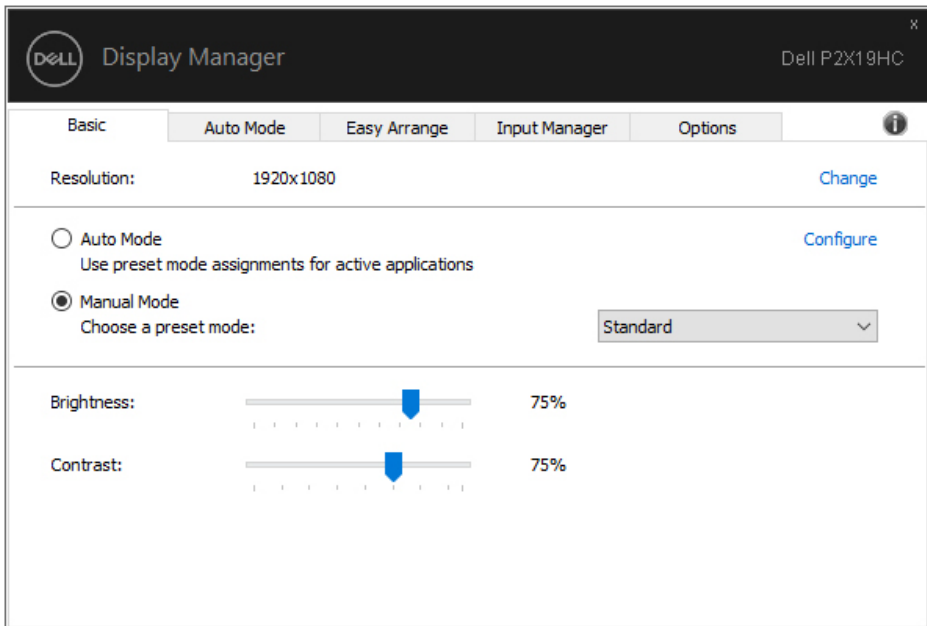 x
DELL Display Manager Dell P2X19HC
Basic Auto Mode Easy Arrange Input Manager Options i
Resolution: 1920x1080 Change
Auto Mode Configure
Use preset mode assignments for active applications
Manual Mode
Choose a preset mode: Standard
Brightness: 75%
Contrast: 75%